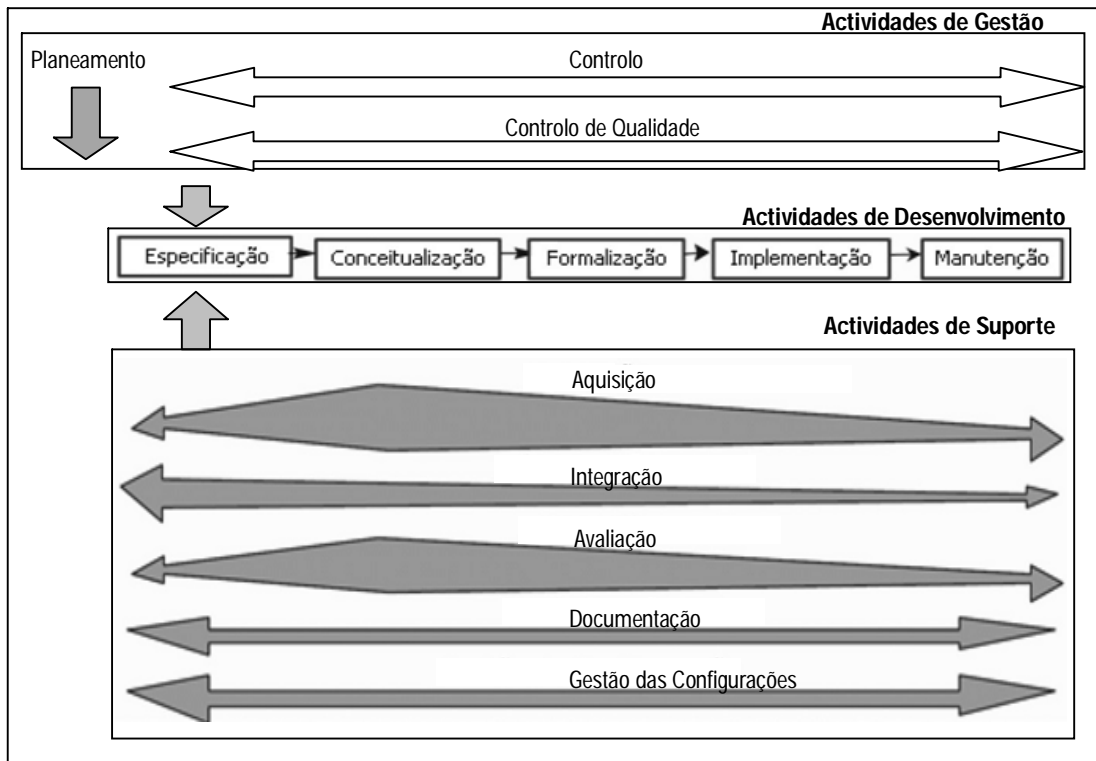 Actividades de Gestão
Planeamento
Controlo
Controlo de Qualidade
Actividades de Desenvolvimento
Especificação
Conceitualização
Formalização
Implementação
Manutenção
Actividades de Suporte
Aquisição
Integração
Avaliação
Documentação
Gestão das Configurações